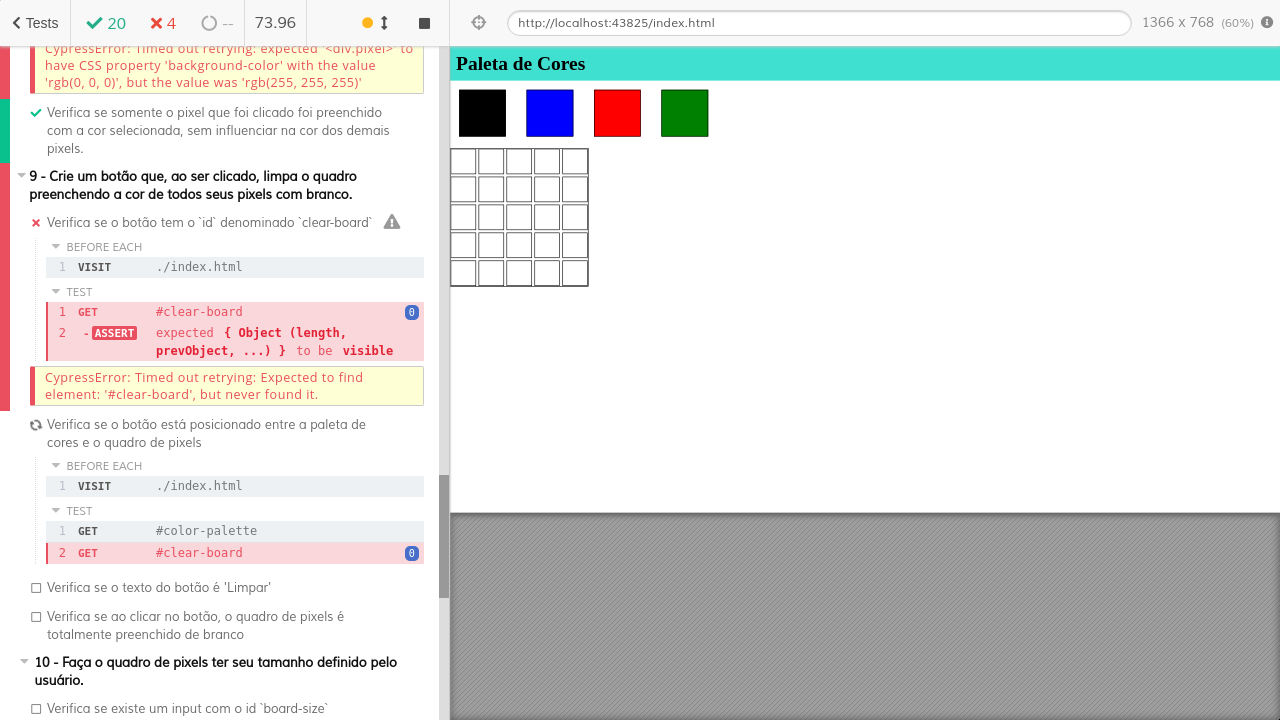 Tests
20
4
--
73.96
http://localhost:43825/index.html
1366 x 768 (60%)
CypressError: Timed out retrying: expected '<div.pixel>' to
have CSS property 'background-color' with the value
'rgb(0, 0, 0)', but the value was 'rgb(255, 255, 255)'
Verifica se somente o pixel que foi clicado foi preenchido
com a cor selecionada, sem influenciar na cor dos demais
pixels.
9 - Crie um botão que, ao ser clicado, limpa o quadro
preenchendo a cor de todos seus pixels com branco.
Verifica se o botão tem o `id` denominado `clear-board`
BEFORE EACH
1 VISIT ./index.html
TEST
1 GET #clear-board 0
2 - ASSERT expected { Object (length,
prevObject, ...) } to be visible
CypressError: Timed out retrying: Expected to find
element: '#clear-board', but never found it.
Verifica se o botão está posicionado entre a paleta de
cores e o quadro de pixels
BEFORE EACH
1 VISIT ./index.html
TEST
1 GET #color-palette
2 GET #clear-board 0
Verifica se o texto do botão é 'Limpar'
Verifica se ao clicar no botão, o quadro de pixels é
totalmente preenchido de branco
10 - Faça o quadro de pixels ter seu tamanho definido pelo
usuário.
Verifica se existe um input com o id `board-size`
Paleta de Cores